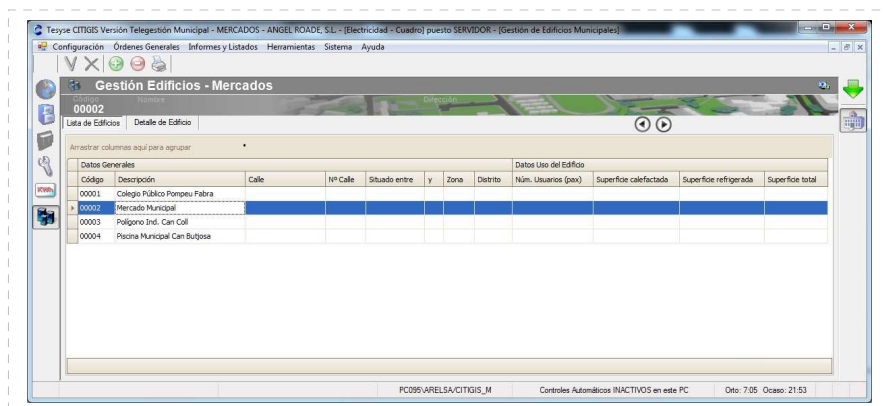 Tesyse CITIGIS Versión Telegestión Municipal - MERCADOS - ANGEL ROADE, S.L. - [Electricidad - Cuadro] puesto SERVIDOR - [Gestión de Edificios Municipales]
Configuración Órdenes Generales Informes y Listados Herramientas Sistema Ayuda
Gestión Edificios - Mercados
Código Nombre Dirección
00002
Lista de Edificios Detalle de Edificio
Arrastrar columnas aquí para agrupar
Datos Generales Datos Uso del Edificio
Código Descripción Calle Nº Calle Situado entre y Zona Distrito Núm. Usuarios (pax) Superficie calefactada Superficie refrigerada Superficie total
00001 Colegio Público Pompeu Fabra
00002 Mercado Municipal
00003 Polígono Ind. Can Coll
00004 Piscina Municipal Can Butjosa
KWh
PC095\ARELSA/CITIGIS_M Controles Automáticos INACTIVOS en este PC Orto: 7:05 Ocaso: 21:53